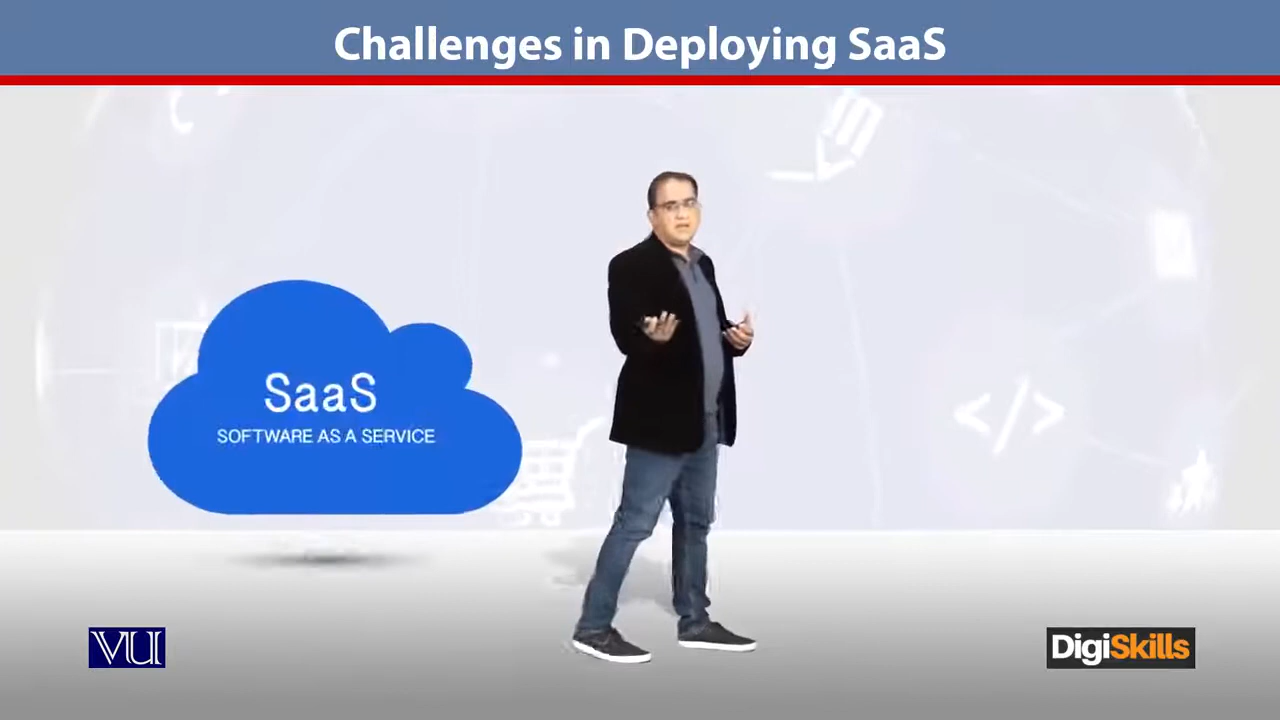 Challenges in Deploying SaaS
SaaS
SOFTWARE AS A SERVICE
</>
VU
DigiSkills